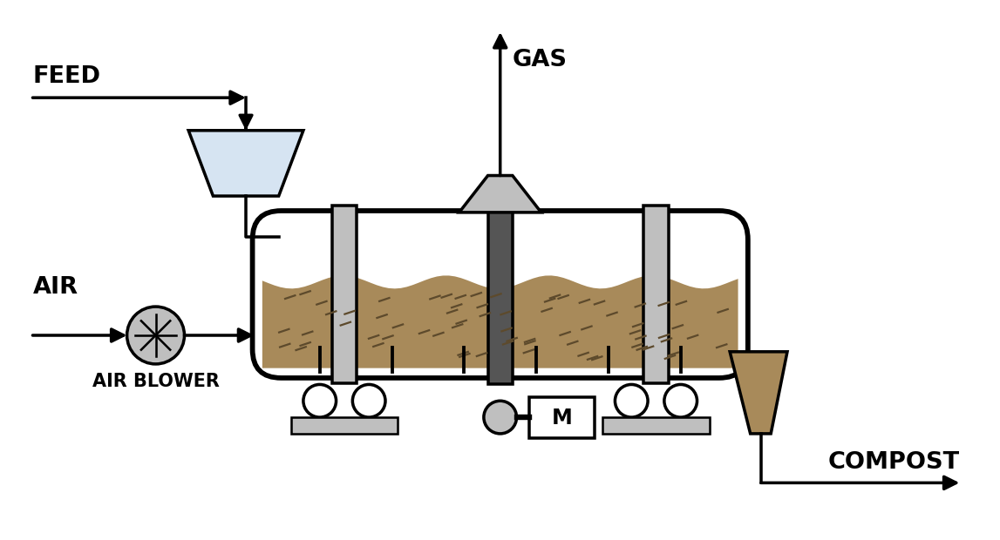 GAS
FEED
AIR
AIR BLOWER
M
COMPOST